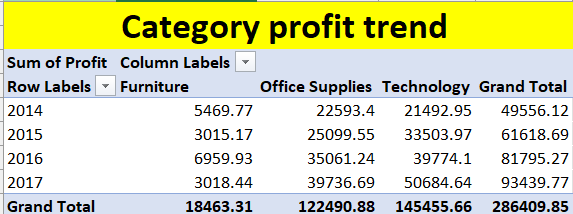 Category profit trend
Sum of Profit Column Labels
Row Labels Furniture Office Supplies Technology Grand Total
2014 5469.77 22593.4 21492.95 49556.12
2015 3015.17 25099.55 33503.97 61618.69
2016 6959.93 35061.24 39774.1 81795.27
2017 3018.44 39736.69 50684.64 93439.77
Grand Total 18463.31 122490.88 145455.66 286409.85